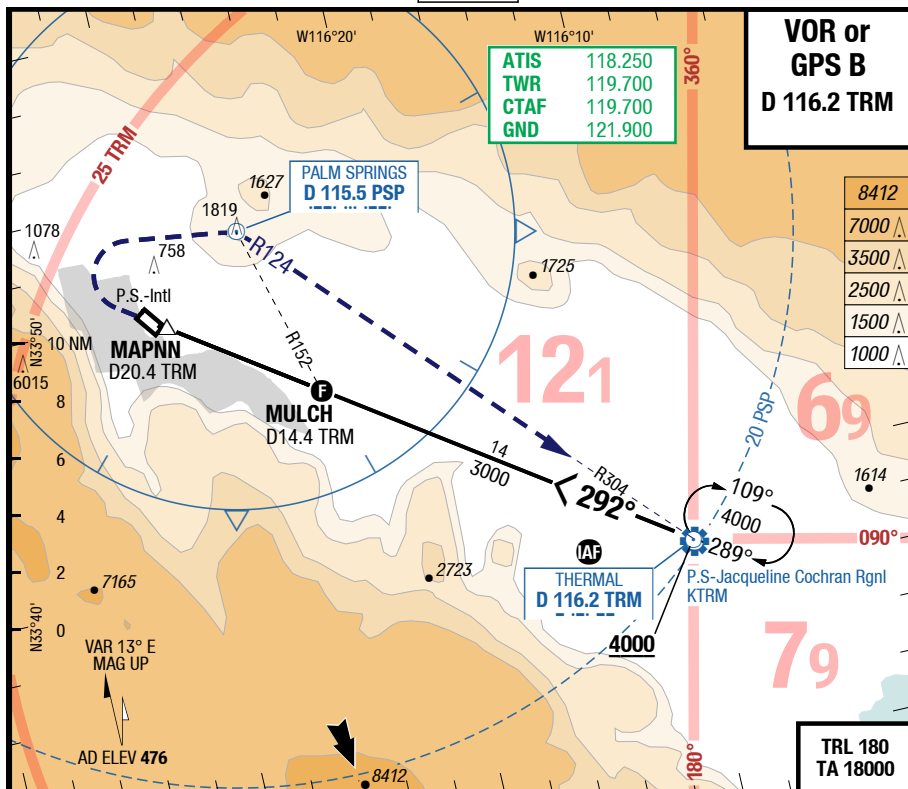 W116°20'
W116°10'
VOR or
GPS B
D 116.2 TRM
ATIS 118.250
TWR 119.700
CTAF 119.700
GND 121.900
360°
25 TRM
PALM SPRINGS
D 115.5 PSP
1627
1819
1078
758
R124
1725
8412
7000
3500
2500
1500
1000
P.S.-Intl
MAPNN
D20.4 TRM
N33°50'
10 NM
6015
R152
F
MULCH
D14.4 TRM
12 1
6 9
20 PSP
8
6
4
2
0
14
3000
292°
R304
1614
109°
4000
289°
090°
IAF
THERMAL
D 116.2 TRM
P.S-Jacqueline Cochran Rgnl
KTRM
4000
2723
7165
N33°40'
VAR 13° E
MAG UP
AD ELEV 476
7 9
8412
180°
TRL 180
TA 18000